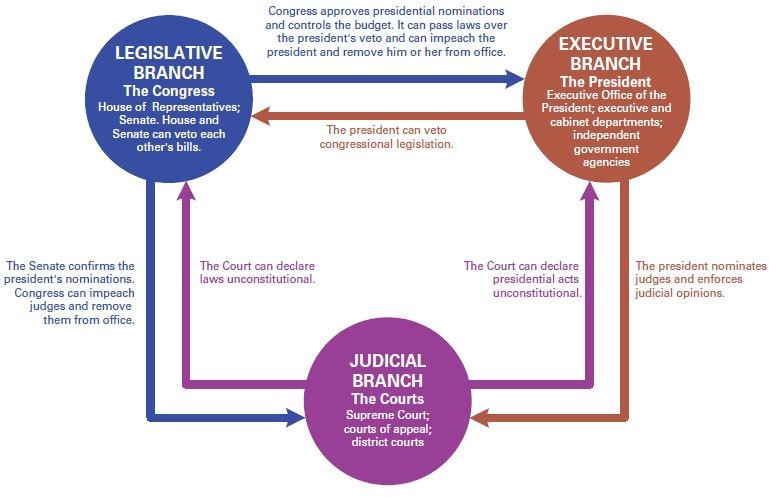 Congress approves presidential nominations
and controls the budget. It can pass laws over
the president's veto and can impeach the
president and remove him or her from office.
LEGISLATIVE
BRANCH
The Congress
House of Representatives;
Senate. House and
Senate can veto each
other's bills.
EXECUTIVE
BRANCH
The President
Executive Office of the
President; executive and
cabinet departments;
independent
government
agencies
The president can veto
congressional legislation.
The Senate confirms the
president's nominations.
Congress can impeach
judges and remove
them from office.
The Court can declare
laws unconstitutional.
The Court can declare
presidential acts
unconstitutional.
The president nominates
judges and enforces
judicial opinions.
JUDICIAL
BRANCH
The Courts
Supreme Court;
courts of appeal;
district courts